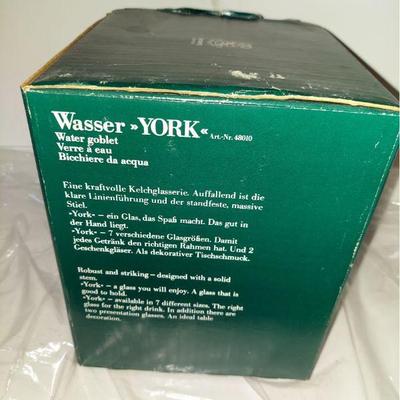 Wasser »YORK« Art.-Nr. 48010
Water goblet
Verre à eau
Bicchiere da acqua
Eine kraftvolle Kelchglasserie. Auffallend ist die
klare Linienführung und der standfeste, massive
Stiel.
»York« – ein Glas, das Spaß macht. Das gut in
der Hand liegt.
»York« – 7 verschiedene Glasgrößen. Damit
jedes Getränk den richtigen Rahmen hat. Und 2
Geschenkgläser. Als dekorativer Tischschmuck.
Robust and striking – designed with a solid
stem.
»York« – a glass you will enjoy. A glass that is
good to hold.
»York« – available in 7 different sizes. The right
glass for the right drink. In addition there are
two presentation glasses. An ideal table
decoration.